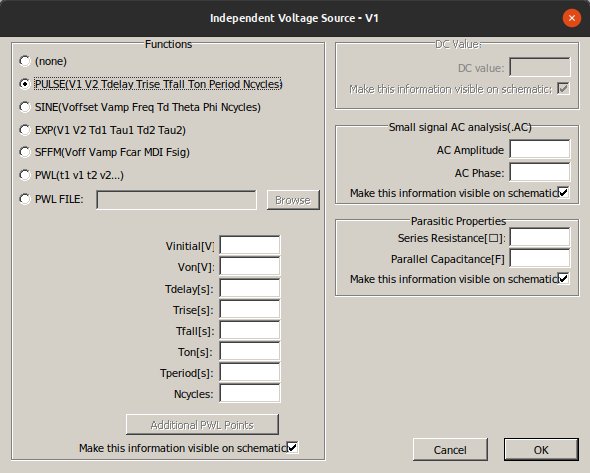 Independent Voltage Source - V1
Functions
(none)
PULSE(V1 V2 Tdelay Trise Tfall Ton Period Ncycles)
SINE(Voffset Vamp Freq Td Theta Phi Ncycles)
EXP(V1 V2 Td1 Tau1 Td2 Tau2)
SFFM(Voff Vamp Fcar MDI Fsig)
PWL(t1 v1 t2 v2...)
PWL FILE:
Browse
Vinitial[V]
Von[V]:
Tdelay[s]:
Trise[s]:
Tfall[s]:
Ton[s]:
Tperiod[s]:
Ncycles:
Additional PWL Points
Make this information visible on schematic
DC Value:
DC value:
Make this information visible on schematic:
Small signal AC analysis(.AC)
AC Amplitude
AC Phase:
Make this information visible on schematic
Parasitic Properties
Series Resistance[□]:
Parallel Capacitance[F]
Make this information visible on schematic
Cancel
OK